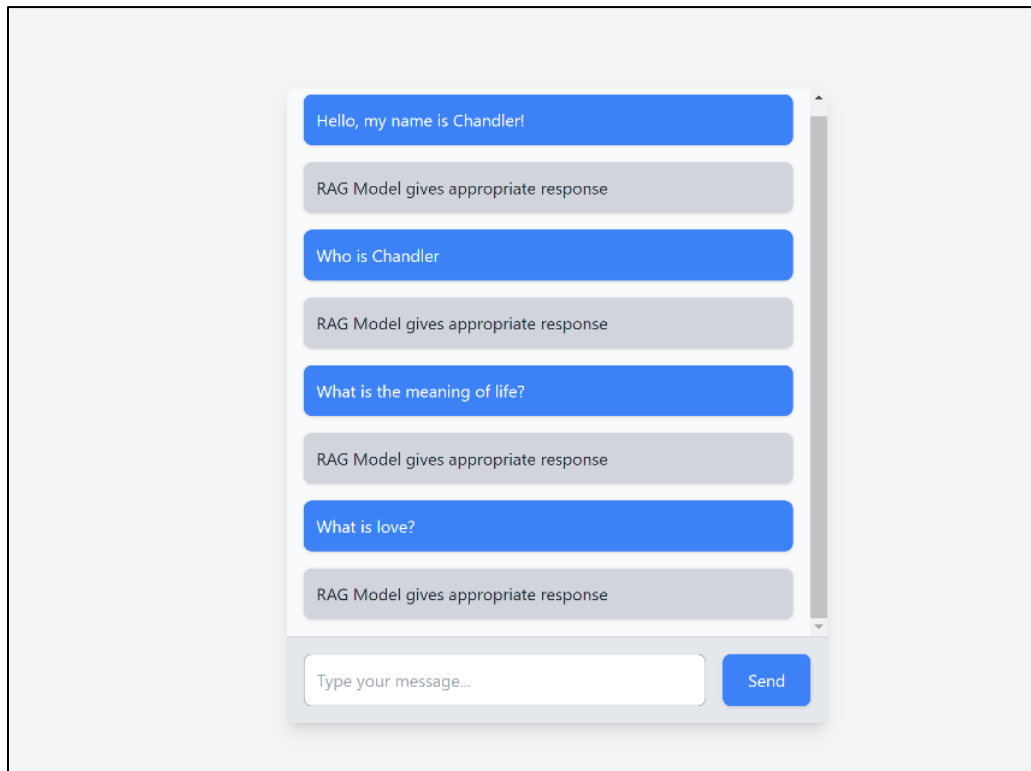 Hello, my name is Chandler!
RAG Model gives appropriate response
Who is Chandler
RAG Model gives appropriate response
What is the meaning of life?
RAG Model gives appropriate response
What is love?
RAG Model gives appropriate response
Type your message...
Send